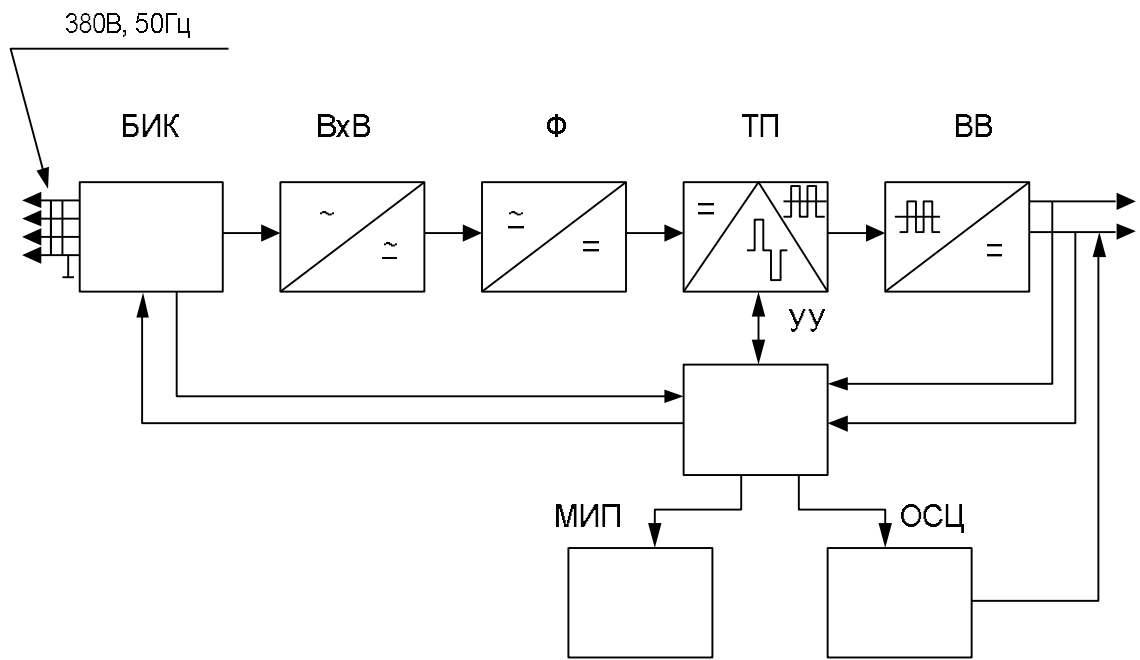 380В, 50Гц
БИК
ВхВ
Ф
ТП
ВВ
~
~
~
=
=
=
УУ
МИП
ОСЦ